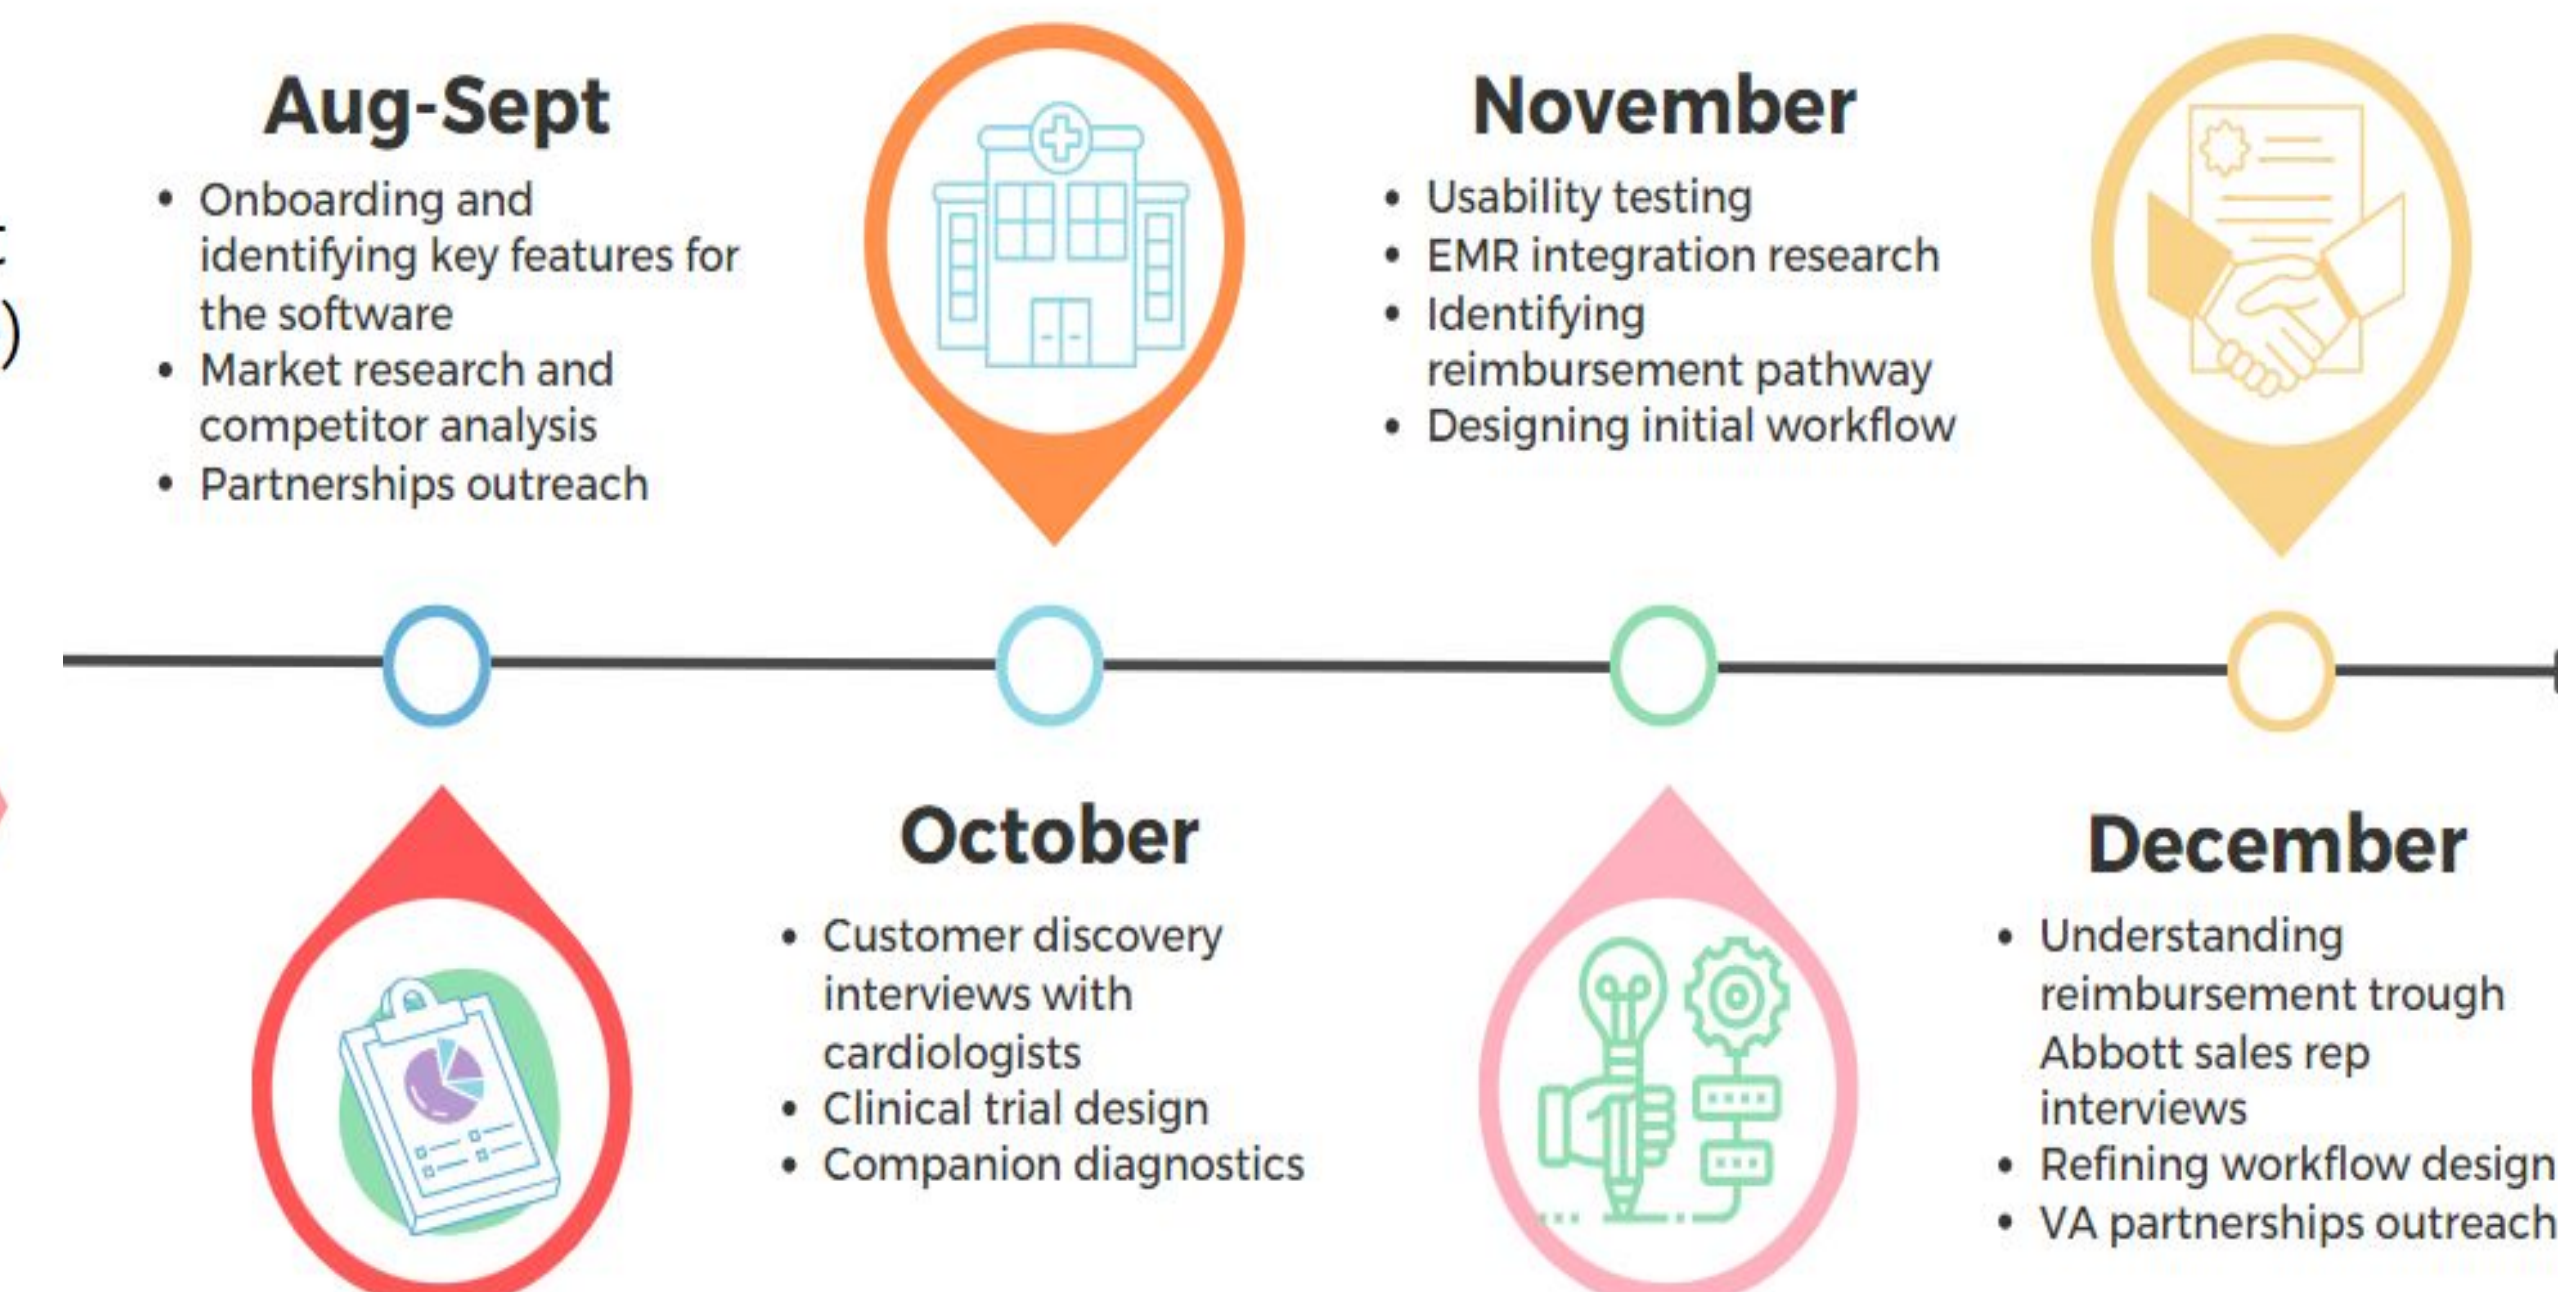 Aug-Sept
• Onboarding and
identifying key features for
the software
• Market research and
competitor analysis
• Partnerships outreach
October
• Customer discovery
interviews with
cardiologists
• Clinical trial design
• Companion diagnostics
November
• Usability testing
• EMR integration research
• Identifying
reimbursement pathway
• Designing initial workflow
December
• Understanding
reimbursement trough
Abbott sales rep
interviews
• Refining workflow design
• VA partnerships outreach